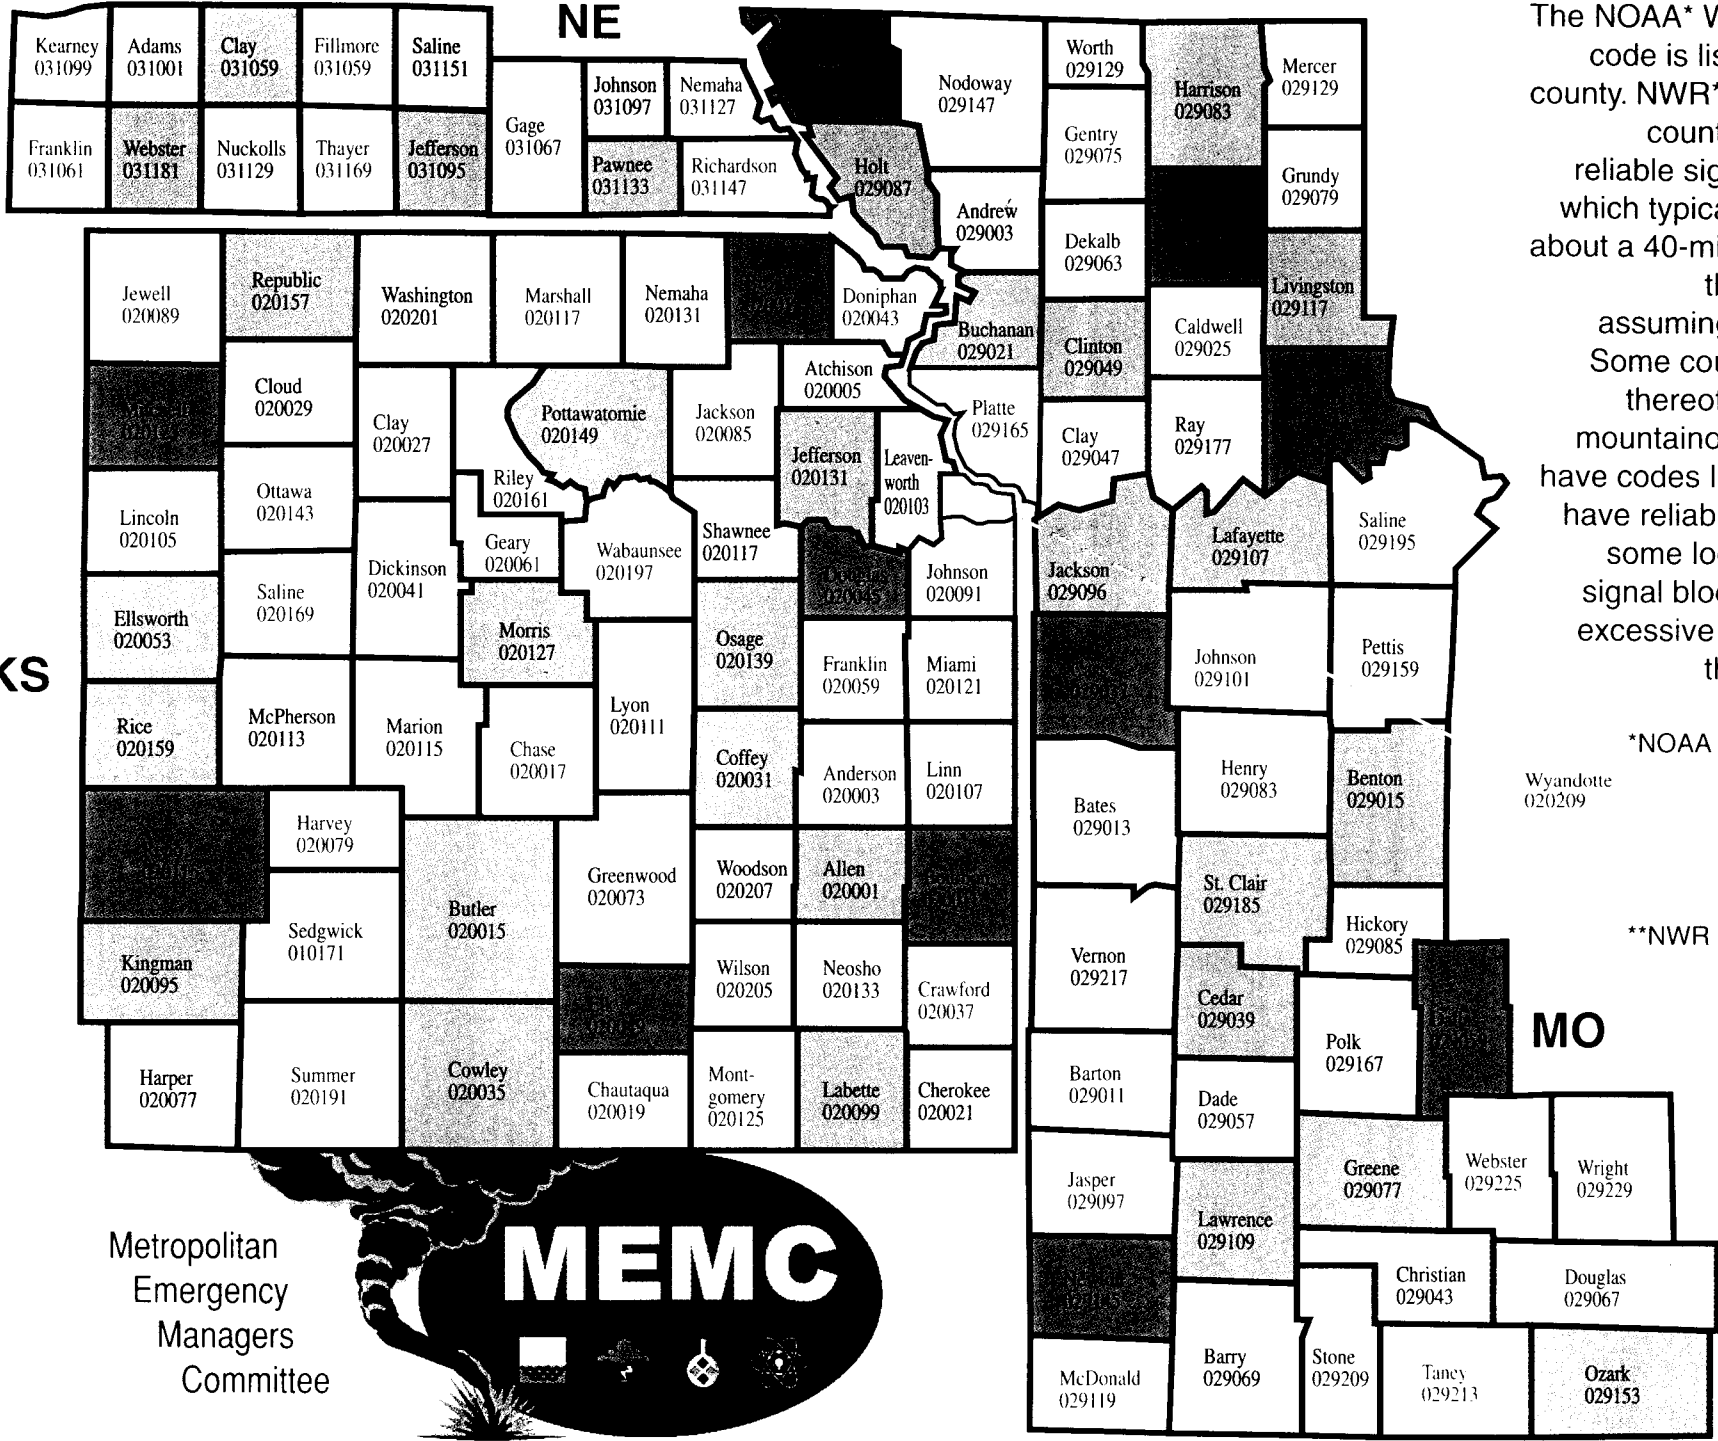 NE
Kearney
031099
Adams
031001
Clay
031059
Fillmore
031059
Saline
031151
Franklin
031061
Webster
031181
Nuckolls
031129
Thayer
031169
Jefferson
031095
Gage
031067
Johnson
031097
Nemaha
031127
Pawnee
031133
Richardson
031147
KS
Jewell
020089
Republic
020157
Washington
020201
Marshall
020117
Nemaha
020131
Doniphan
020043
Cloud
020029
Clay
020027
Riley
020161
Pottawatomie
020149
Jackson
020085
Atchison
020005
Jefferson
020131
Leaven-
worth
020103
Lincoln
020105
Ottawa
020143
Dickinson
020041
Geary
020061
Wabaunsee
020197
Shawnee
020117
Douglas
020045
Johnson
020091
Ellsworth
020053
Saline
020169
Morris
020127
Osage
020139
Franklin
020059
Miami
020121
Rice
020159
McPherson
020113
Marion
020115
Chase
020017
Lyon
020111
Coffey
020031
Anderson
020003
Linn
020107
Harvey
020079
Sedgwick
010171
Butler
020015
Greenwood
020073
Woodson
020207
Allen
020001
Kingman
020095
Wilson
020205
Neosho
020133
Crawford
020037
Harper
020077
Summer
020191
Cowley
020035
Chautaqua
020019
Mont-
gomery
020125
Labette
020099
Cherokee
020021
MO
Nodoway
029147
Worth
029129
Harrison
029083
Mercer
029129
Holt
029087
Gentry
029075
Grundy
029079
Andrew
029003
Dekalb
029063
Livingston
029117
Buchanan
029021
Clinton
029049
Caldwell
029025
Platte
029165
Clay
029047
Ray
029177
Jackson
029096
Lafayette
029107
Saline
029195
Johnson
029101
Pettis
029159
Bates
029013
Henry
029083
Benton
029015
Vernon
029217
St. Clair
029185
Hickory
029085
Cedar
029039
Polk
029167
Barton
029011
Dade
029057
Greene
029077
Webster
029225
Wright
029229
Jasper
029097
Lawrence
029109
Christian
029043
Douglas
029067
McDonald
029119
Barry
029069
Stone
029209
Taney
029213
Ozark
029153
Wyandotte
020209
The NOAA* W
code is lis
county. NWR*
count
reliable sig
which typica
about a 40-mi
th
assuming
Some cou
thereof
mountaino
have codes l
have reliab
some lo
signal bloc
excessive
th
*NOAA
**NWR
Metropolitan
Emergency
Managers
Committee
MEMC